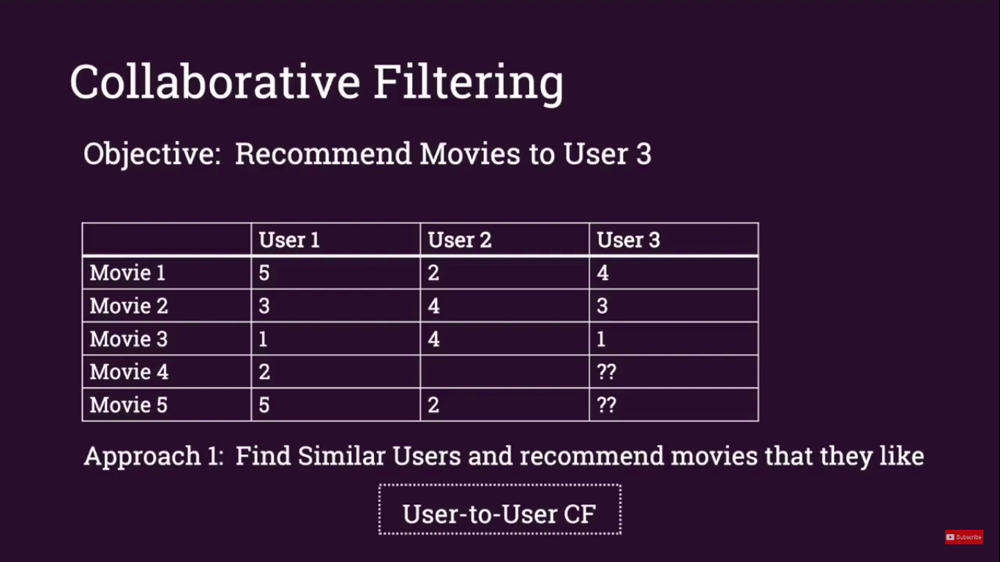 Collaborative Filtering
Objective: Recommend Movies to User 3
User 1 User 2 User 3
Movie 1 5 2 4
Movie 2 3 4 3
Movie 3 1 4 1
Movie 4 2 ??
Movie 5 5 2 ??
Approach 1: Find Similar Users and recommend movies that they like
User-to-User CF
Subscribe